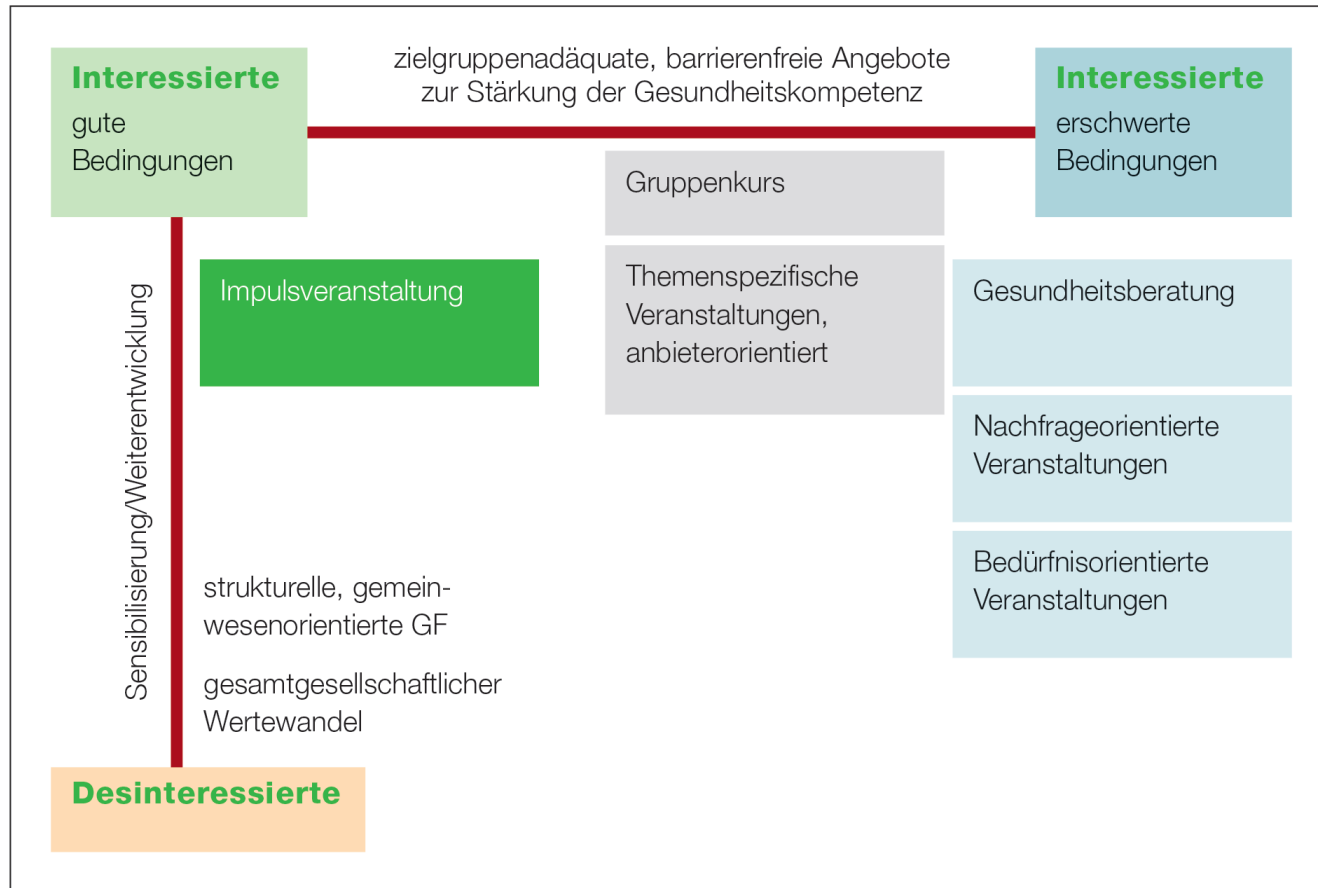 Interessierte
gute
Bedingungen
zielgruppenadäquate, barrierenfreie Angebote
zur Stärkung der Gesundheitskompetenz
Interessierte
erschwerte
Bedingungen
Gruppenkurs
Impulsveranstaltung
Themenspezifische
Veranstaltungen,
anbieterorientiert
Gesundheitsberatung
Nachfrageorientierte
Veranstaltungen
Bedürfnisorientierte
Veranstaltungen
Sensibilisierung/Weiterentwicklung
strukturelle, gemein-
wesenorientierte GF
gesamtgesellschaftlicher
Wertewandel
Desinteressierte